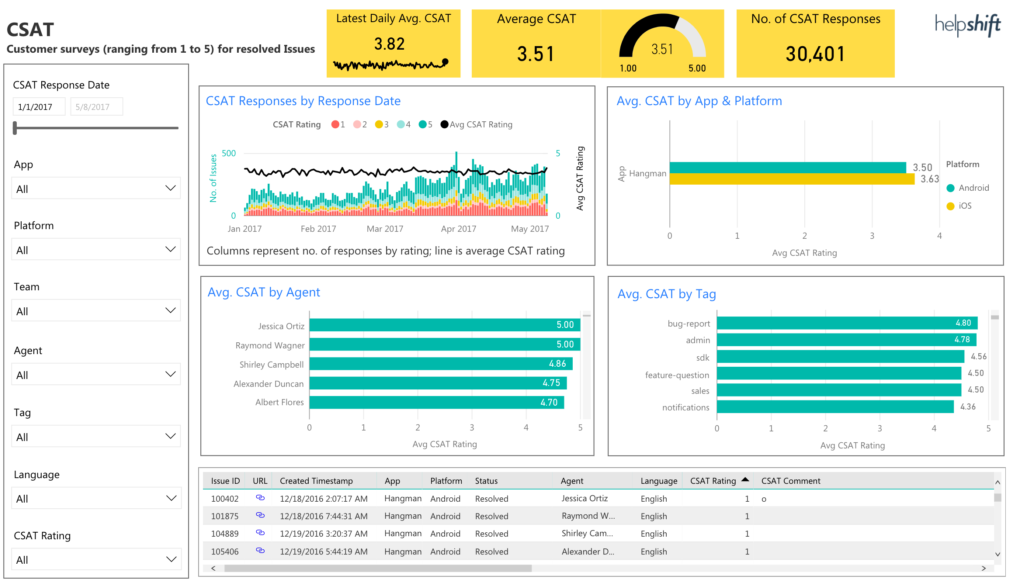 CSAT
Customer surveys (ranging from 1 to 5) for resolved Issues
Latest Daily Avg. CSAT
3.82
Average CSAT
3.51
3.51
1.00 5.00
No. of CSAT Responses
30,401
helpshift
CSAT Response Date
1/1/2017 5/8/2017
App
All
Platform
All
Team
All
Agent
All
Tag
All
Language
All
CSAT Rating
All
CSAT Responses by Response Date
CSAT Rating 1 2 3 4 5 Avg CSAT Rating
No. of Issues
500
0
5
0
Avg CSAT Rating
Jan 2017 Feb 2017 Mar 2017 Apr 2017 May 2017
Columns represent no. of responses by rating; line is average CSAT rating
Avg. CSAT by App & Platform
App
Hangman
3.50
3.63
Platform
Android
iOS
0 1 2 3 4
Avg CSAT Rating
Avg. CSAT by Agent
Jessica Ortiz 5.00
Raymond Wagner 5.00
Shirley Campbell 4.86
Alexander Duncan 4.75
Albert Flores 4.70
0 1 2 3 4 5
Avg CSAT Rating
Avg. CSAT by Tag
bug-report 4.80
admin 4.78
sdk 4.56
feature-question 4.50
sales 4.50
notifications 4.36
0 1 2 3 4 5
Avg CSAT Rating
Issue ID URL Created Timestamp App Platform Status Agent Language CSAT Rating CSAT Comment
100402 12/18/2016 2:07:17 AM Hangman Android Resolved Jessica Ortiz English 1 o
101875 12/18/2016 7:44:31 AM Hangman Android Resolved Raymond W... English 1
104889 12/19/2016 3:20:37 AM Hangman Android Resolved Shirley Cam... English 1
105406 12/19/2016 5:44:19 AM Hangman Android Resolved Alexander D... English 1